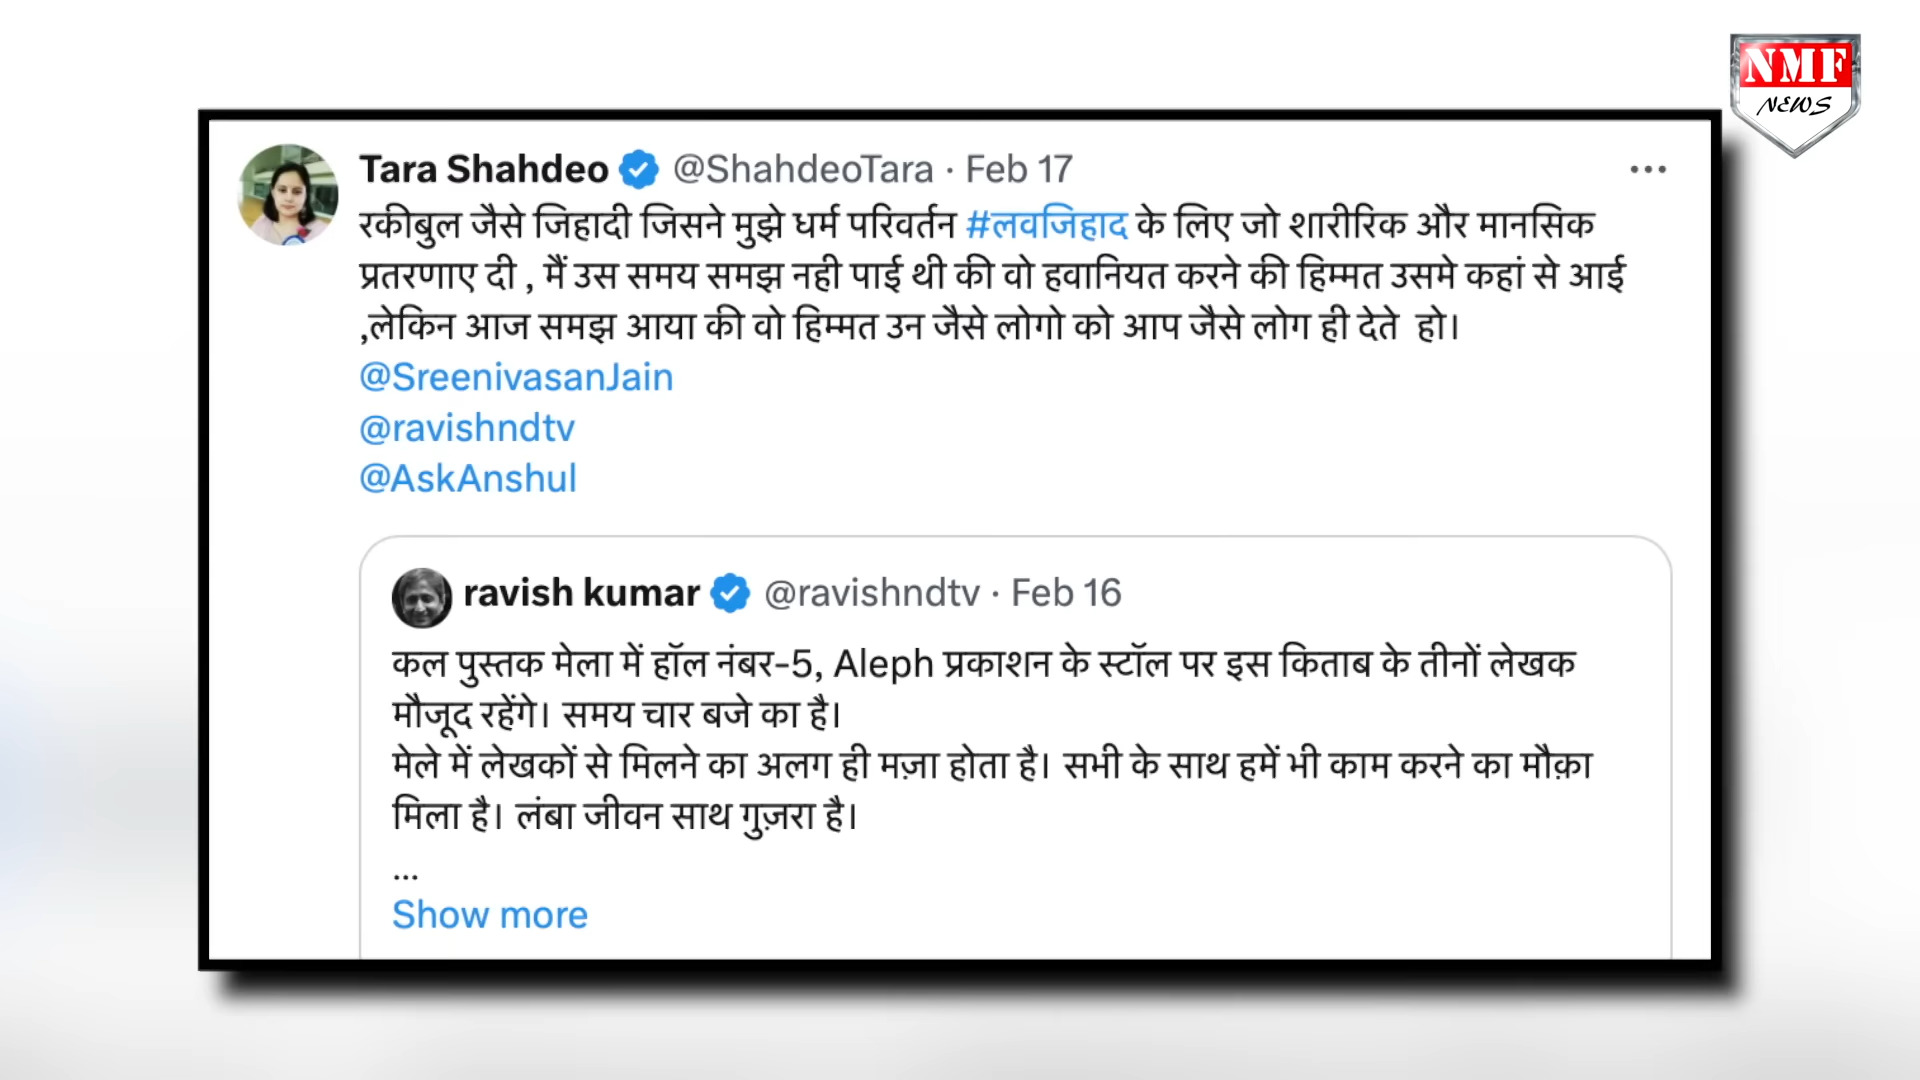 NMF
NEWS
Tara Shahdeo @ShahdeoTara · Feb 17
रकीबुल जैसे जिहादी जिसने मुझे धर्म परिवर्तन #लवजिहाद के लिए जो शारीरिक और मानसिक
प्रतरणाए दी , मैं उस समय समझ नही पाई थी की वो हवानियत करने की हिम्मत उसमे कहां से आई
,लेकिन आज समझ आया की वो हिम्मत उन जैसे लोगो को आप जैसे लोग ही देते  हो।
@SreenivasanJain
@ravishndtv
@AskAnshul
ravish kumar @ravishndtv · Feb 16
कल पुस्तक मेला में हॉल नंबर-5, Aleph प्रकाशन के स्टॉल पर इस किताब के तीनों लेखक
मौजूद रहेंगे। समय चार बजे का है।
मेले में लेखकों से मिलने का अलग ही मज़ा होता है। सभी के साथ हमें भी काम करने का मौक़ा
मिला है। लंबा जीवन साथ गुज़रा है।
...
Show more